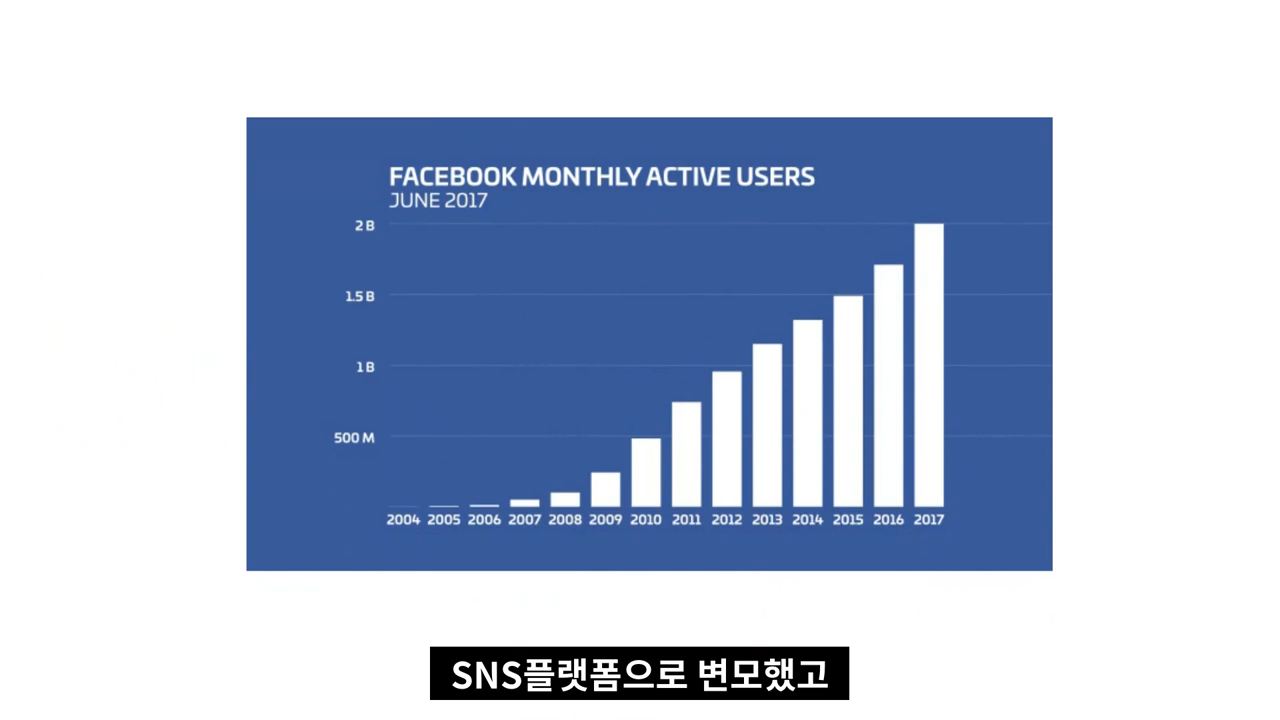 FACEBOOK MONTHLY ACTIVE USERS
JUNE 2017
2 B
1.5 B
1 B
500 M
2004 2005 2006 2007 2008 2009 2010 2011 2012 2013 2014 2015 2016 2017
SNS플랫폼으로 변모했고